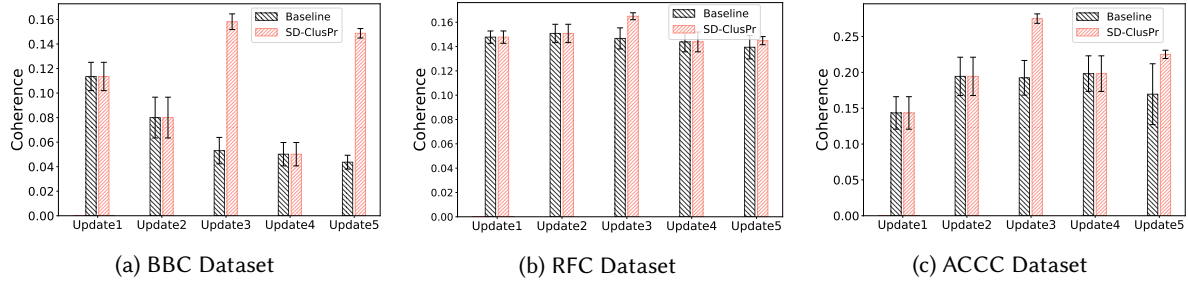 Coherence
0.16
0.14
0.12
0.10
0.08
0.06
0.04
0.02
0.00
Baseline
SD-ClusPr
Update1 Update2 Update3 Update4 Update5
(a) BBC Dataset
Coherence
0.16
0.14
0.12
0.10
0.08
0.06
0.04
0.02
0.00
Baseline
SD-ClusPr
Update1 Update2 Update3 Update4 Update5
(b) RFC Dataset
Coherence
0.25
0.20
0.15
0.10
0.05
0.00
Baseline
SD-ClusPr
Update1 Update2 Update3 Update4 Update5
(c) ACCC Dataset